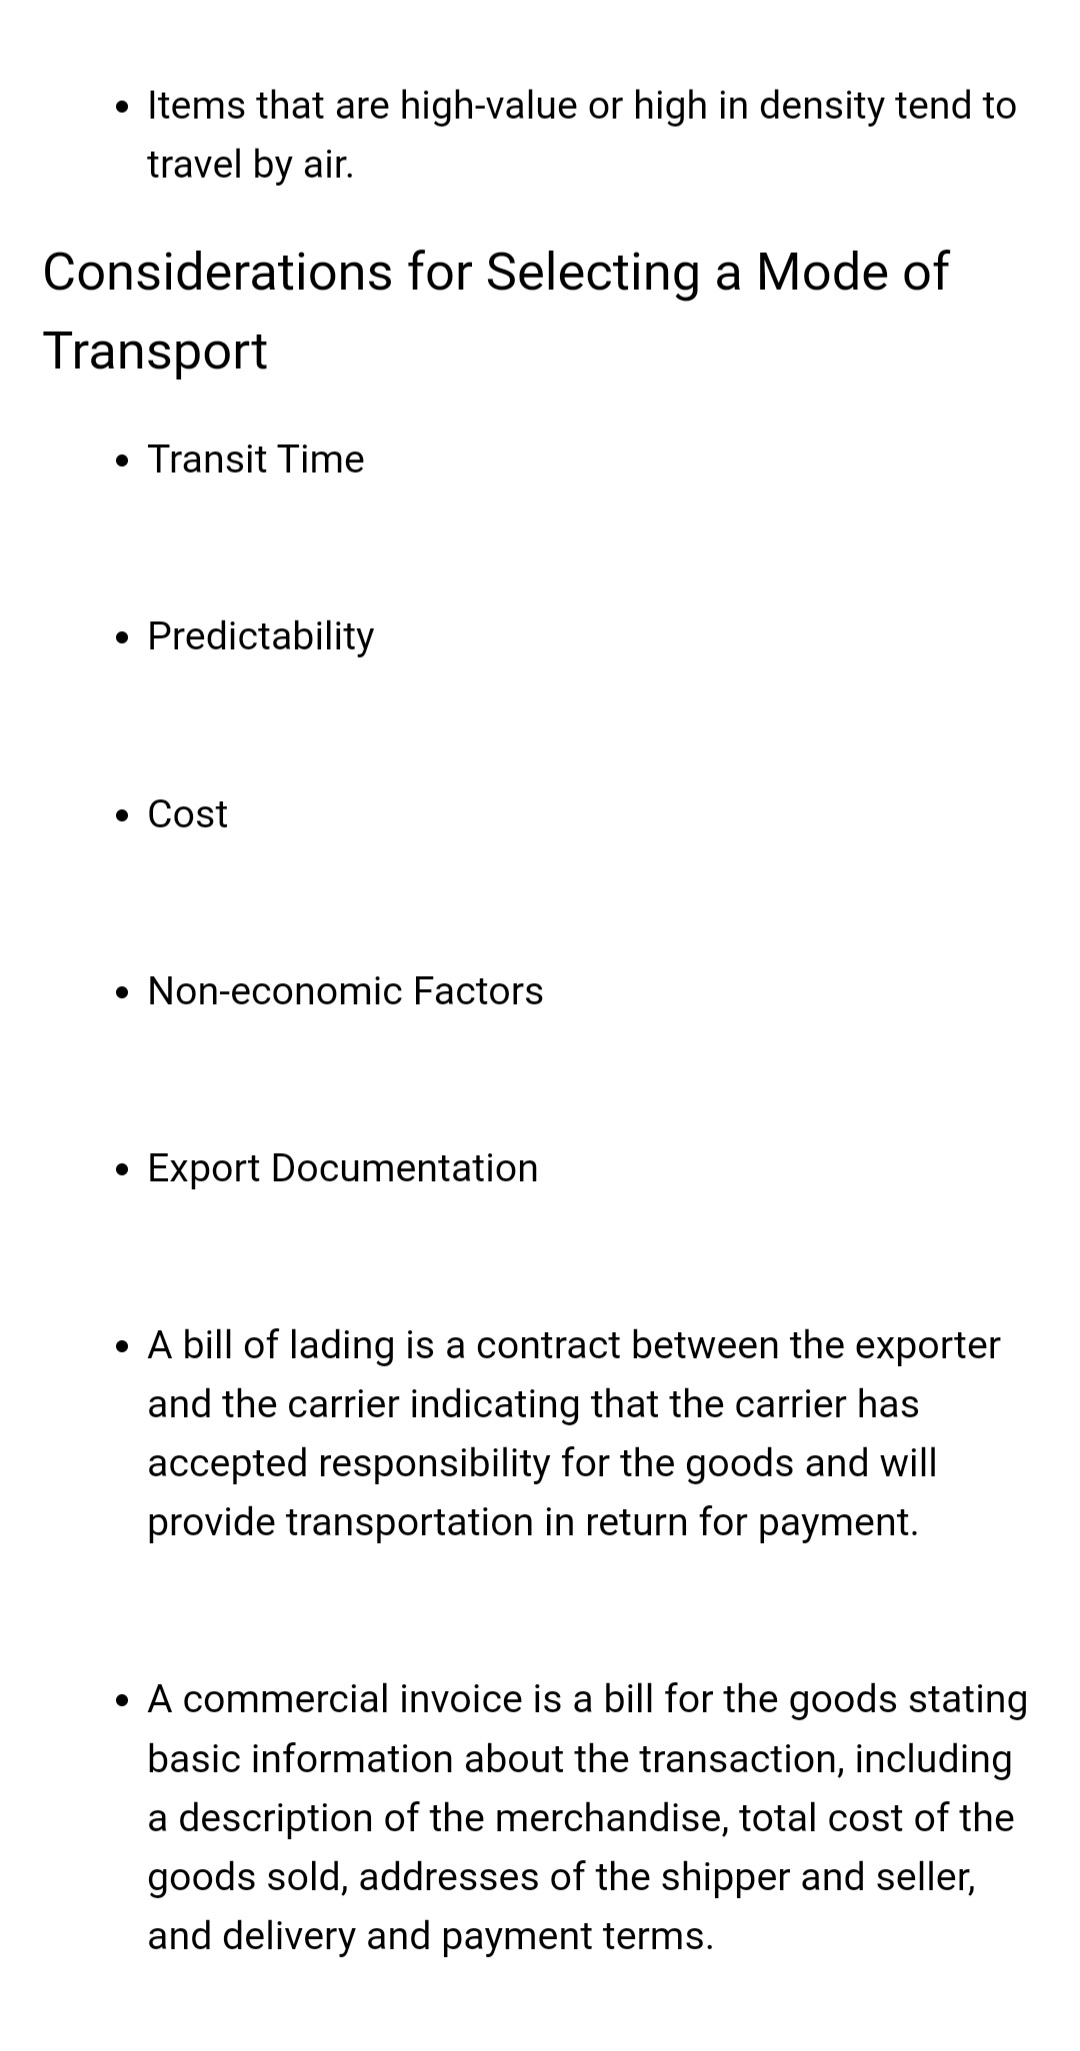 • Items that are high-value or high in density tend to
travel by air.
Considerations for Selecting a Mode of
Transport
• Transit Time
• Predictability
• Cost
• Non-economic Factors
• Export Documentation
• A bill of lading is a contract between the exporter
and the carrier indicating that the carrier has
accepted responsibility for the goods and will
provide transportation in return for payment.
• A commercial invoice is a bill for the goods stating
basic information about the transaction, including
a description of the merchandise, total cost of the
goods sold, addresses of the shipper and seller,
and delivery and payment terms.